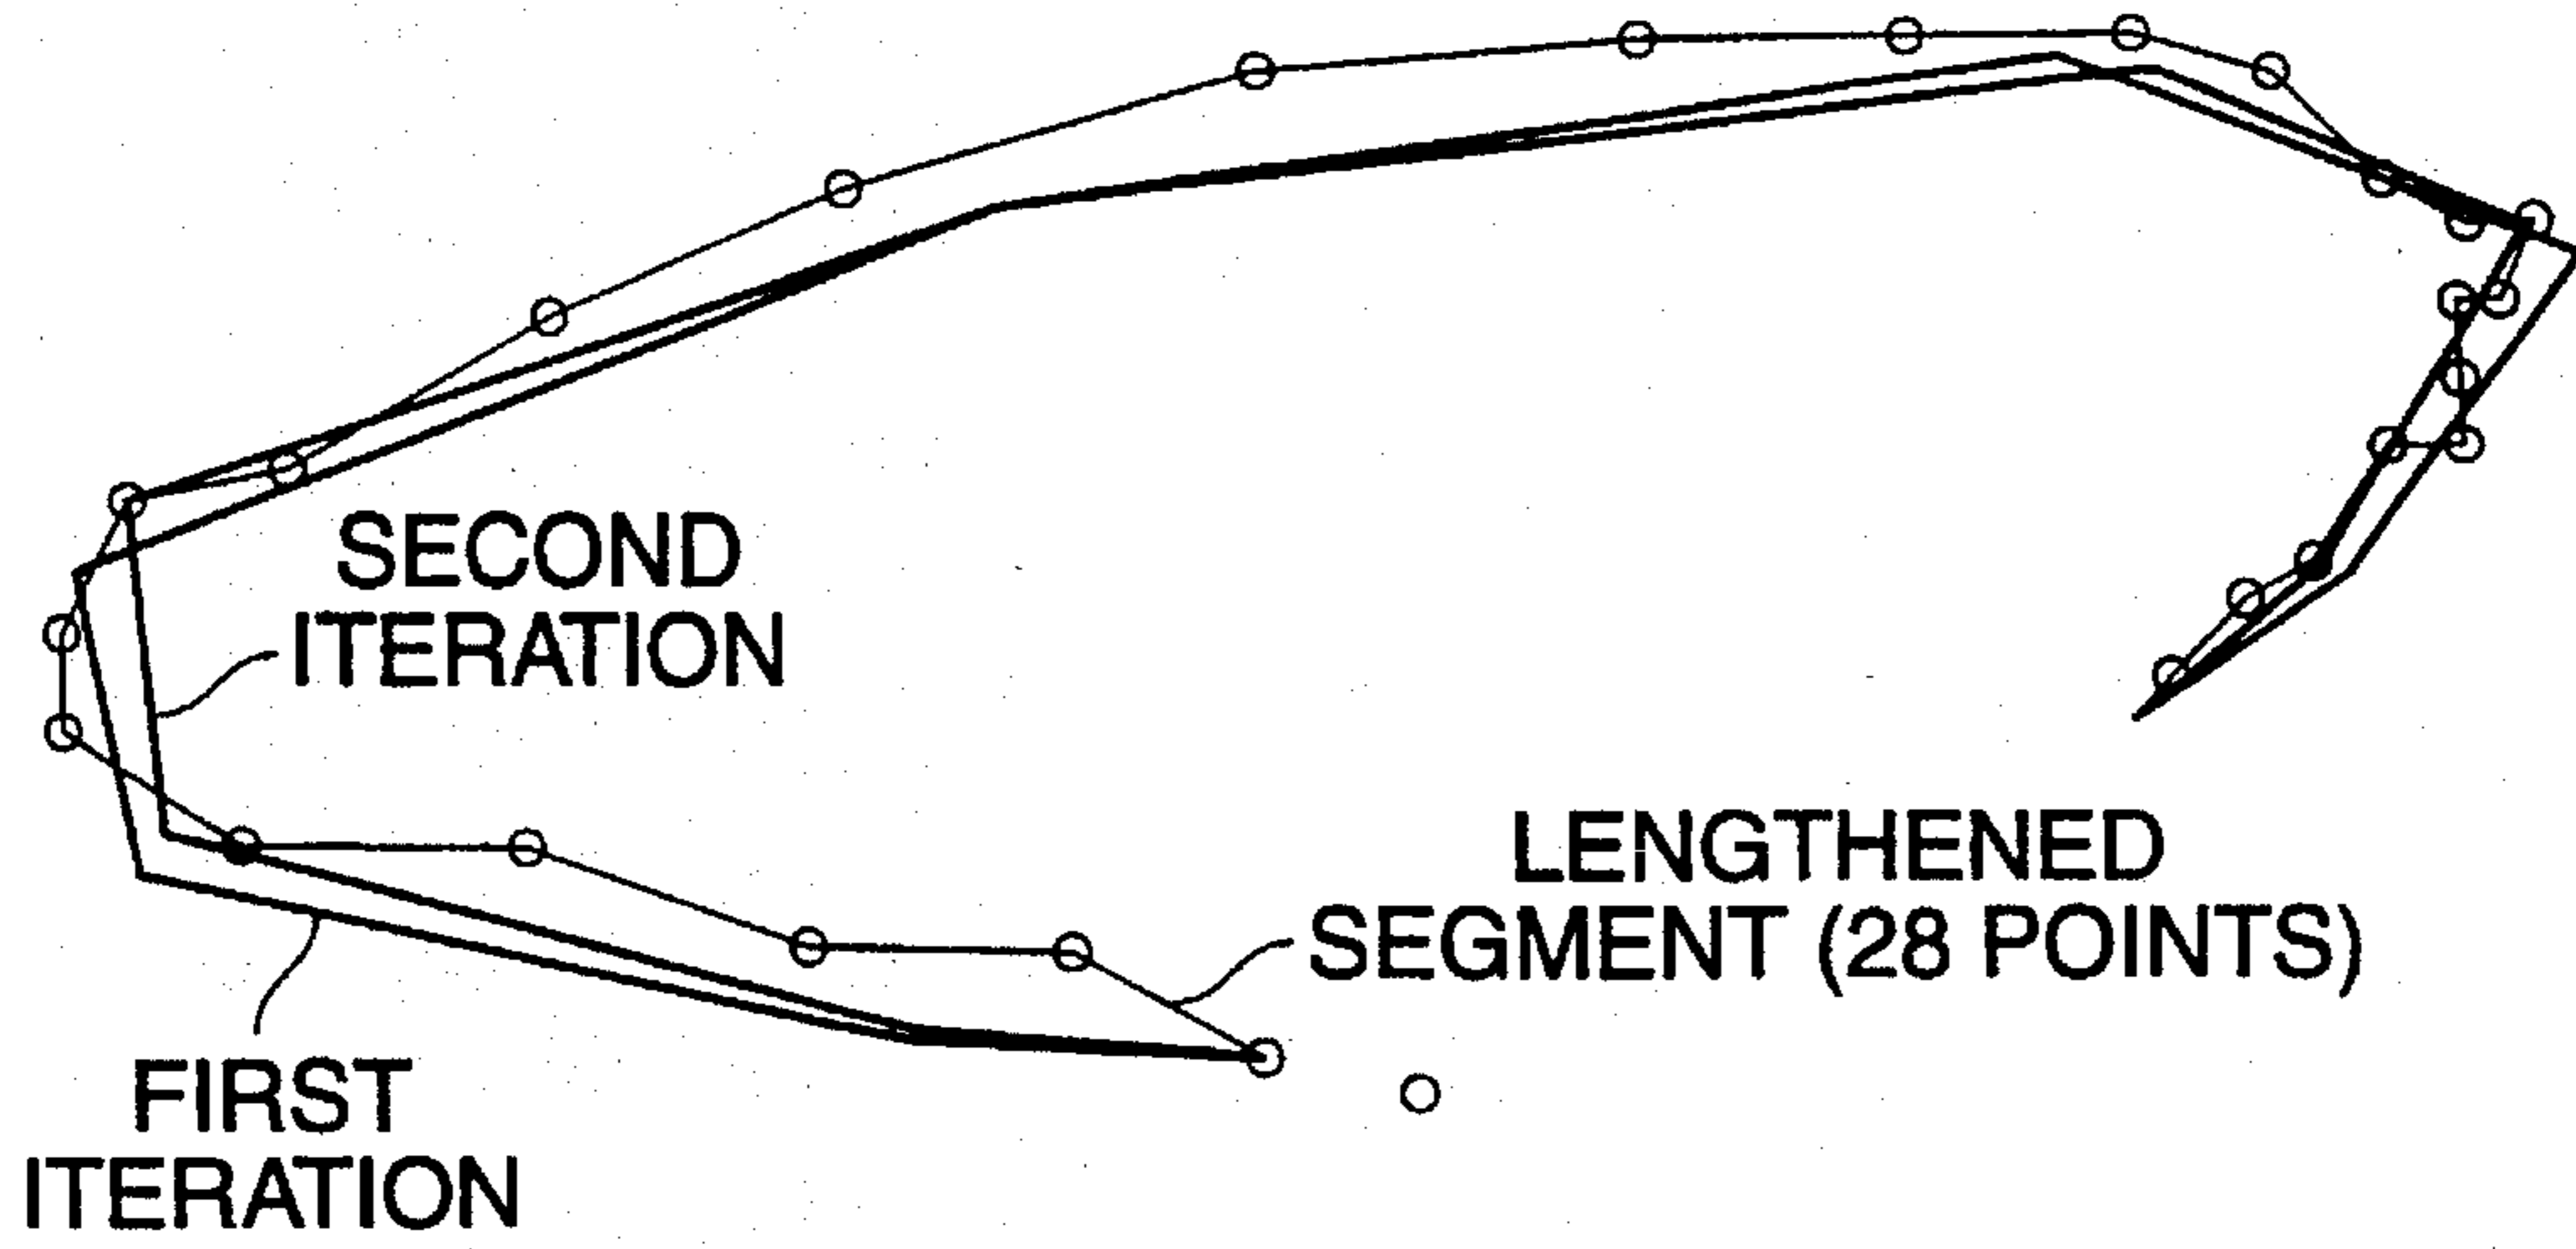 SECOND
ITERATION
LENGTHENED
SEGMENT (28 POINTS)
FIRST
ITERATION